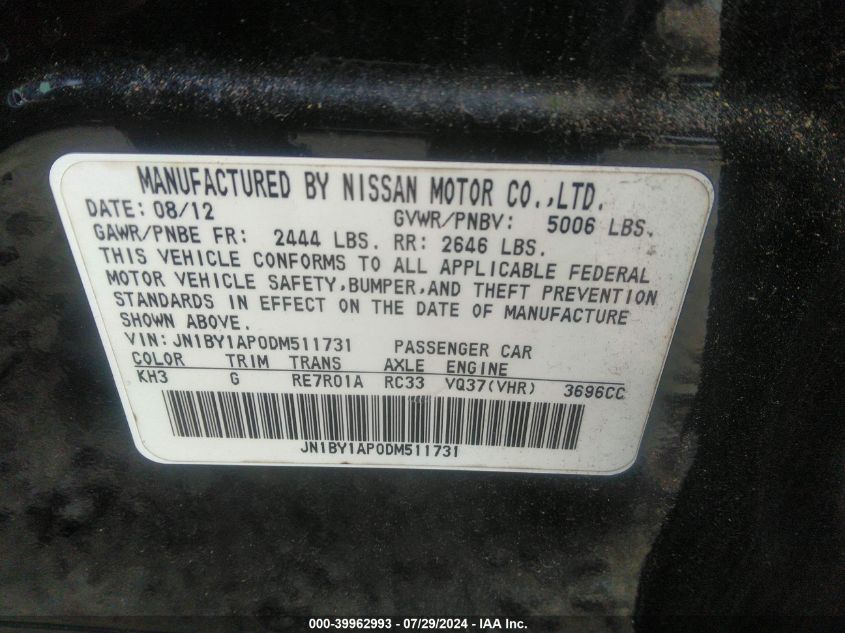 MANUFACTURED BY NISSAN MOTOR CO.,LTD.
DATE: 08/12 GVWR/PNBV: 5006 LBS.
GAWR/PNBE FR: 2444 LBS. RR: 2646 LBS.
THIS VEHICLE CONFORMS TO ALL APPLICABLE FEDERAL
MOTOR VEHICLE SAFETY,BUMPER,AND THEFT PREVENTION
STANDARDS IN EFFECT ON THE DATE OF MANUFACTURE
SHOWN ABOVE.
VIN: JN1BY1AP0DM511731 PASSENGER CAR
COLOR TRIM TRANS AXLE ENGINE
KH3 G RE7R01A RC33 VQ37(VHR) 3696CC
JN1BY1AP0DM511731
000-39962993 - 07/29/2024 - IAA Inc.